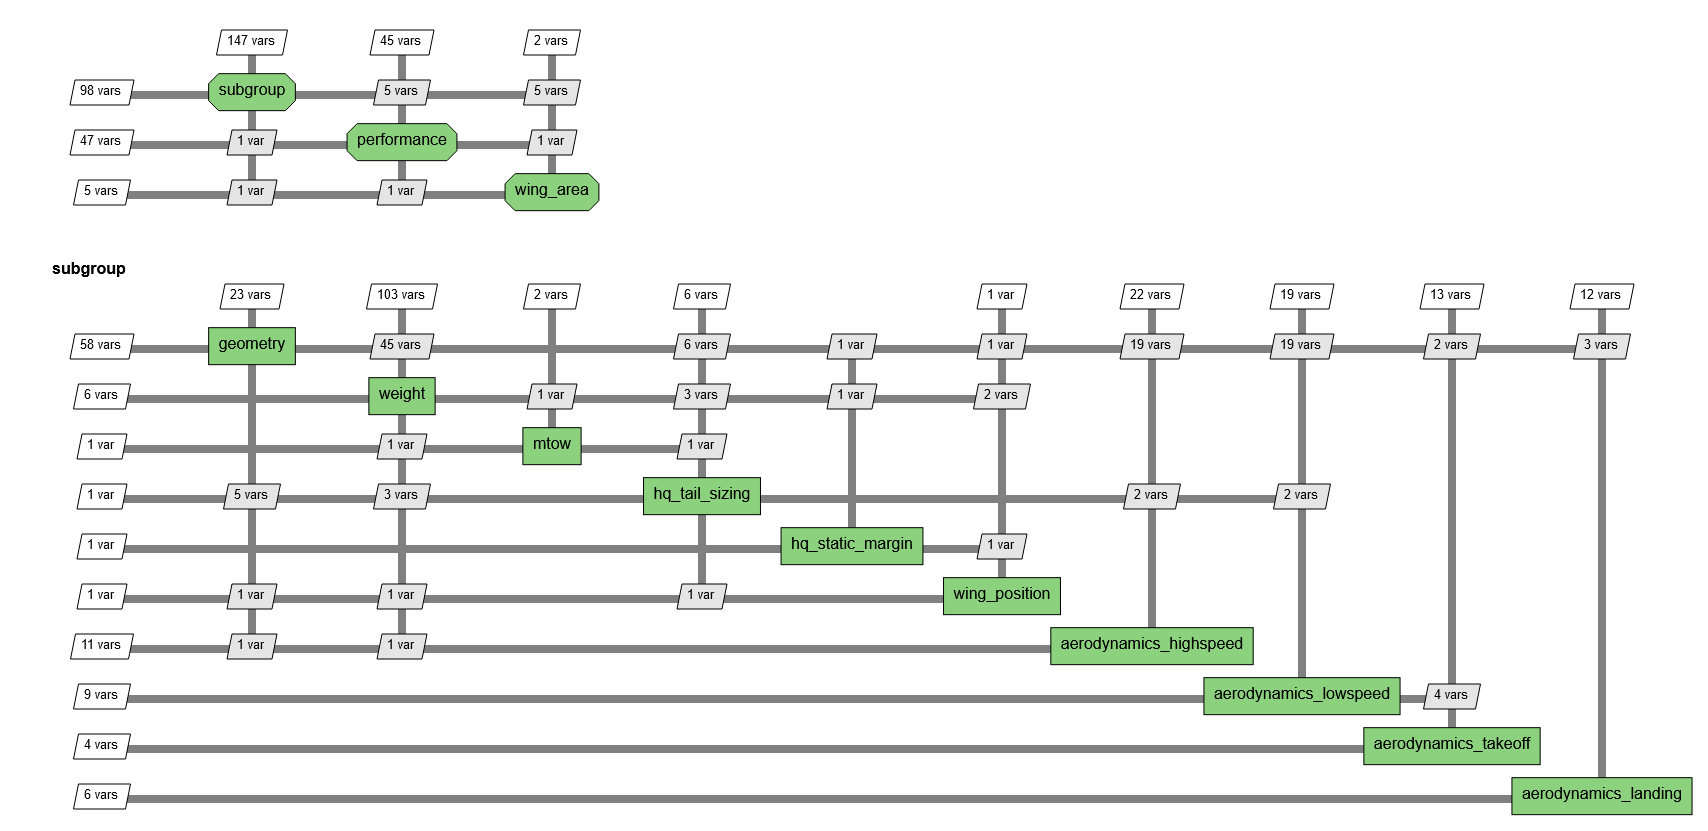 147 vars 45 vars 2 vars
98 vars subgroup 5 vars 5 vars
47 vars 1 var performance 1 var
5 vars 1 var 1 var wing_area
subgroup
23 vars 103 vars 2 vars 6 vars 1 var 22 vars 19 vars 13 vars 12 vars
58 vars geometry 45 vars 6 vars 1 var 1 var 19 vars 19 vars 2 vars 3 vars
6 vars weight 1 var 3 vars 1 var 2 vars
1 var 1 var mtow 1 var
1 var 5 vars 3 vars hq_tail_sizing 2 vars 2 vars
1 var hq_static_margin 1 var
1 var 1 var 1 var 1 var wing_position
11 vars 1 var 1 var aerodynamics_highspeed
9 vars aerodynamics_lowspeed 4 vars
4 vars aerodynamics_takeoff
6 vars aerodynamics_landing